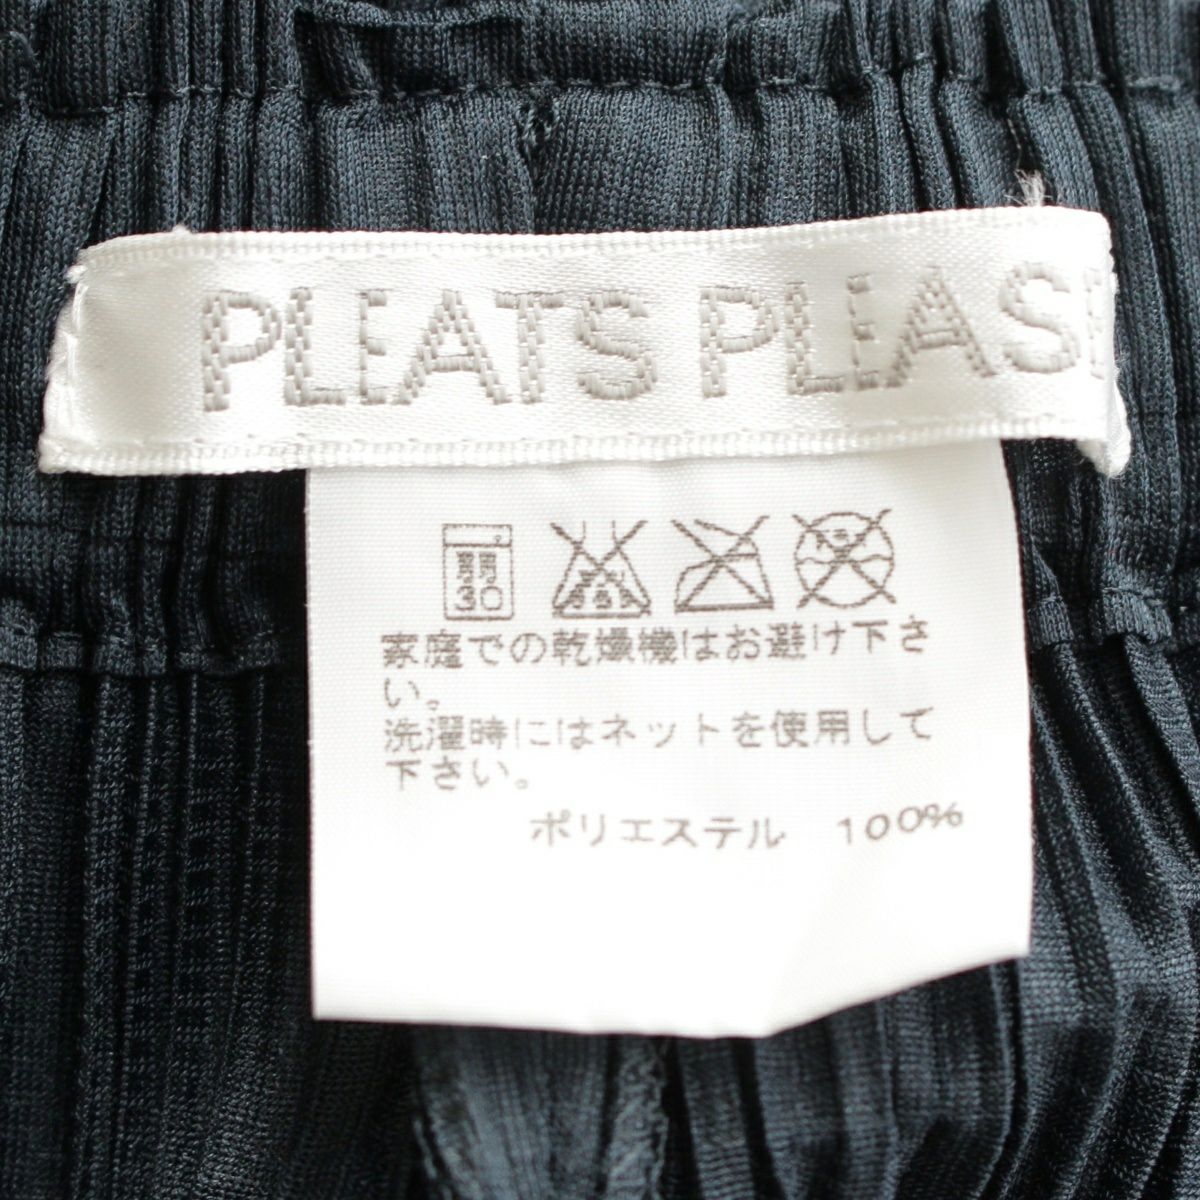 PLEATS PLEAS
弱
30
家庭での乾燥機はお避け下さ
い。
洗濯時にはネットを使用して
下さい。
ポリエステル 100%